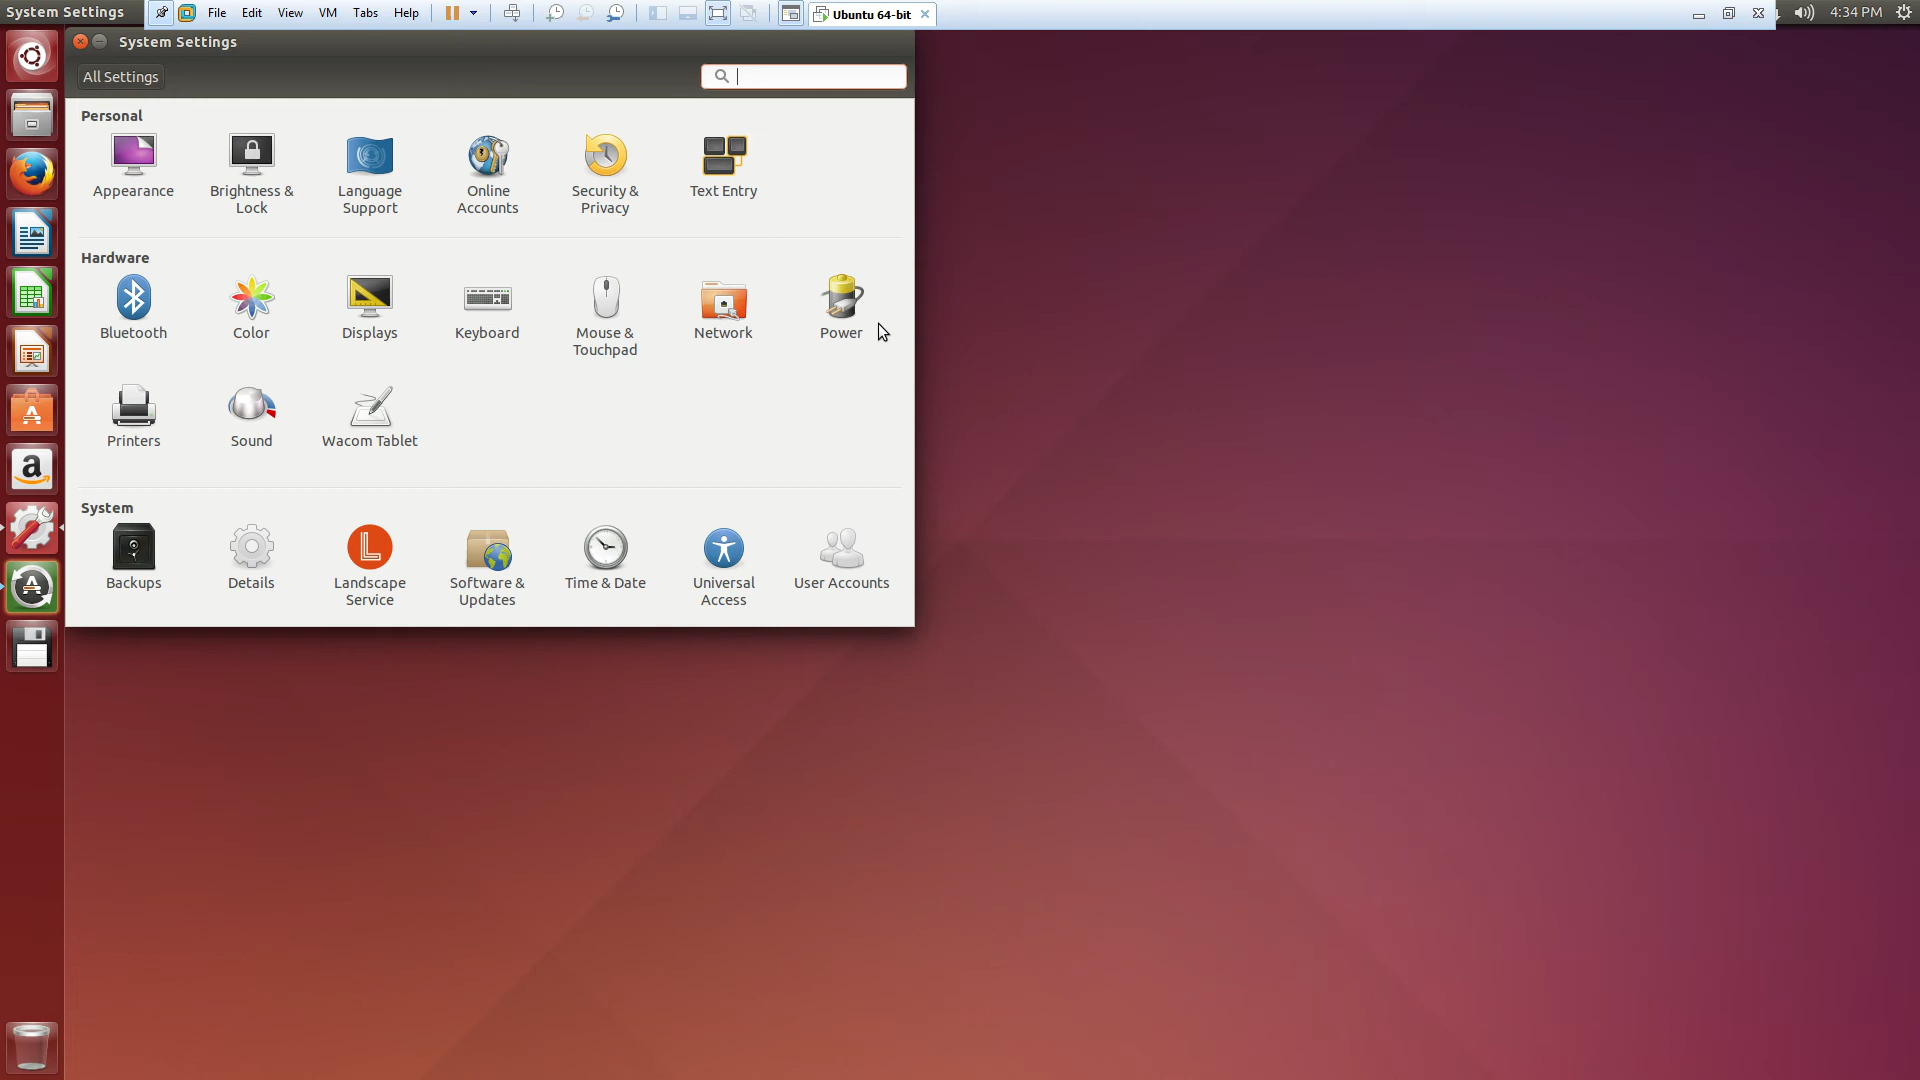 System Settings File Edit View VM Tabs Help Ubuntu 64-bit 4:34 PM
System Settings
All Settings
Personal
Appearance
Brightness &
Lock
Language
Support
Online
Accounts
Security &
Privacy
Text Entry
Hardware
Bluetooth
Color
Displays
Keyboard
Mouse &
Touchpad
Network
Power
Printers
Sound
Wacom Tablet
System
Backups
Details
Landscape
Service
Software &
Updates
Time & Date
Universal
Access
User Accounts